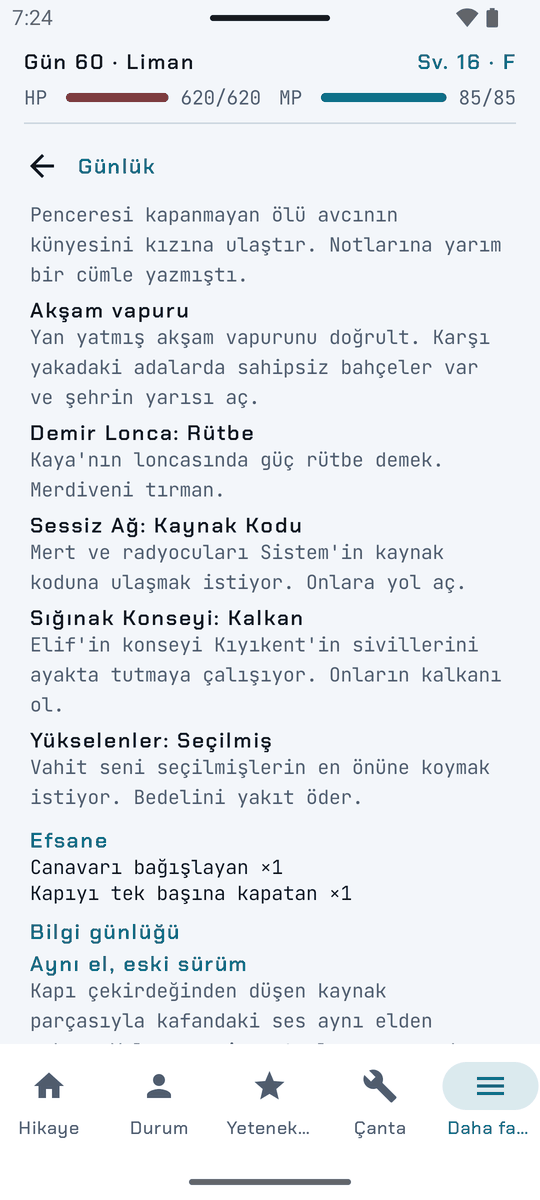 7:24
Gün 60 · Liman
Sv. 16 · F
HP 620/620 MP 85/85
Günlük
Penceresi kapanmayan ölü avcının
künyesini kızına ulaştır. Notlarına yarım
bir cümle yazmıştı.
Akşam vapuru
Yan yatmış akşam vapurunu doğrult. Karşı
yakadaki adalarda sahipsiz bahçeler var
ve şehrin yarısı aç.
Demir Lonca: Rütbe
Kaya'nın loncasında güç rütbe demek.
Merdiveni tırman.
Sessiz Ağ: Kaynak Kodu
Mert ve radyocuları Sistem'in kaynak
koduna ulaşmak istiyor. Onlara yol aç.
Sığınak Konseyi: Kalkan
Elif'in konseyi Kıyıkent'in sivillerini
ayakta tutmaya çalışıyor. Onların kalkanı
ol.
Yükselenler: Seçilmiş
Vahit seni seçilmişlerin en önüne koymak
istiyor. Bedelini yakıt öder.
Efsane
Canavarı bağışlayan ×1
Kapıyı tek başına kapatan ×1
Bilgi günlüğü
Aynı el, eski sürüm
Kapı çekirdeğinden düşen kaynak
parçasıyla kafandaki ses aynı elden
Hikaye
Durum
Yetenek...
Çanta
Daha fa...